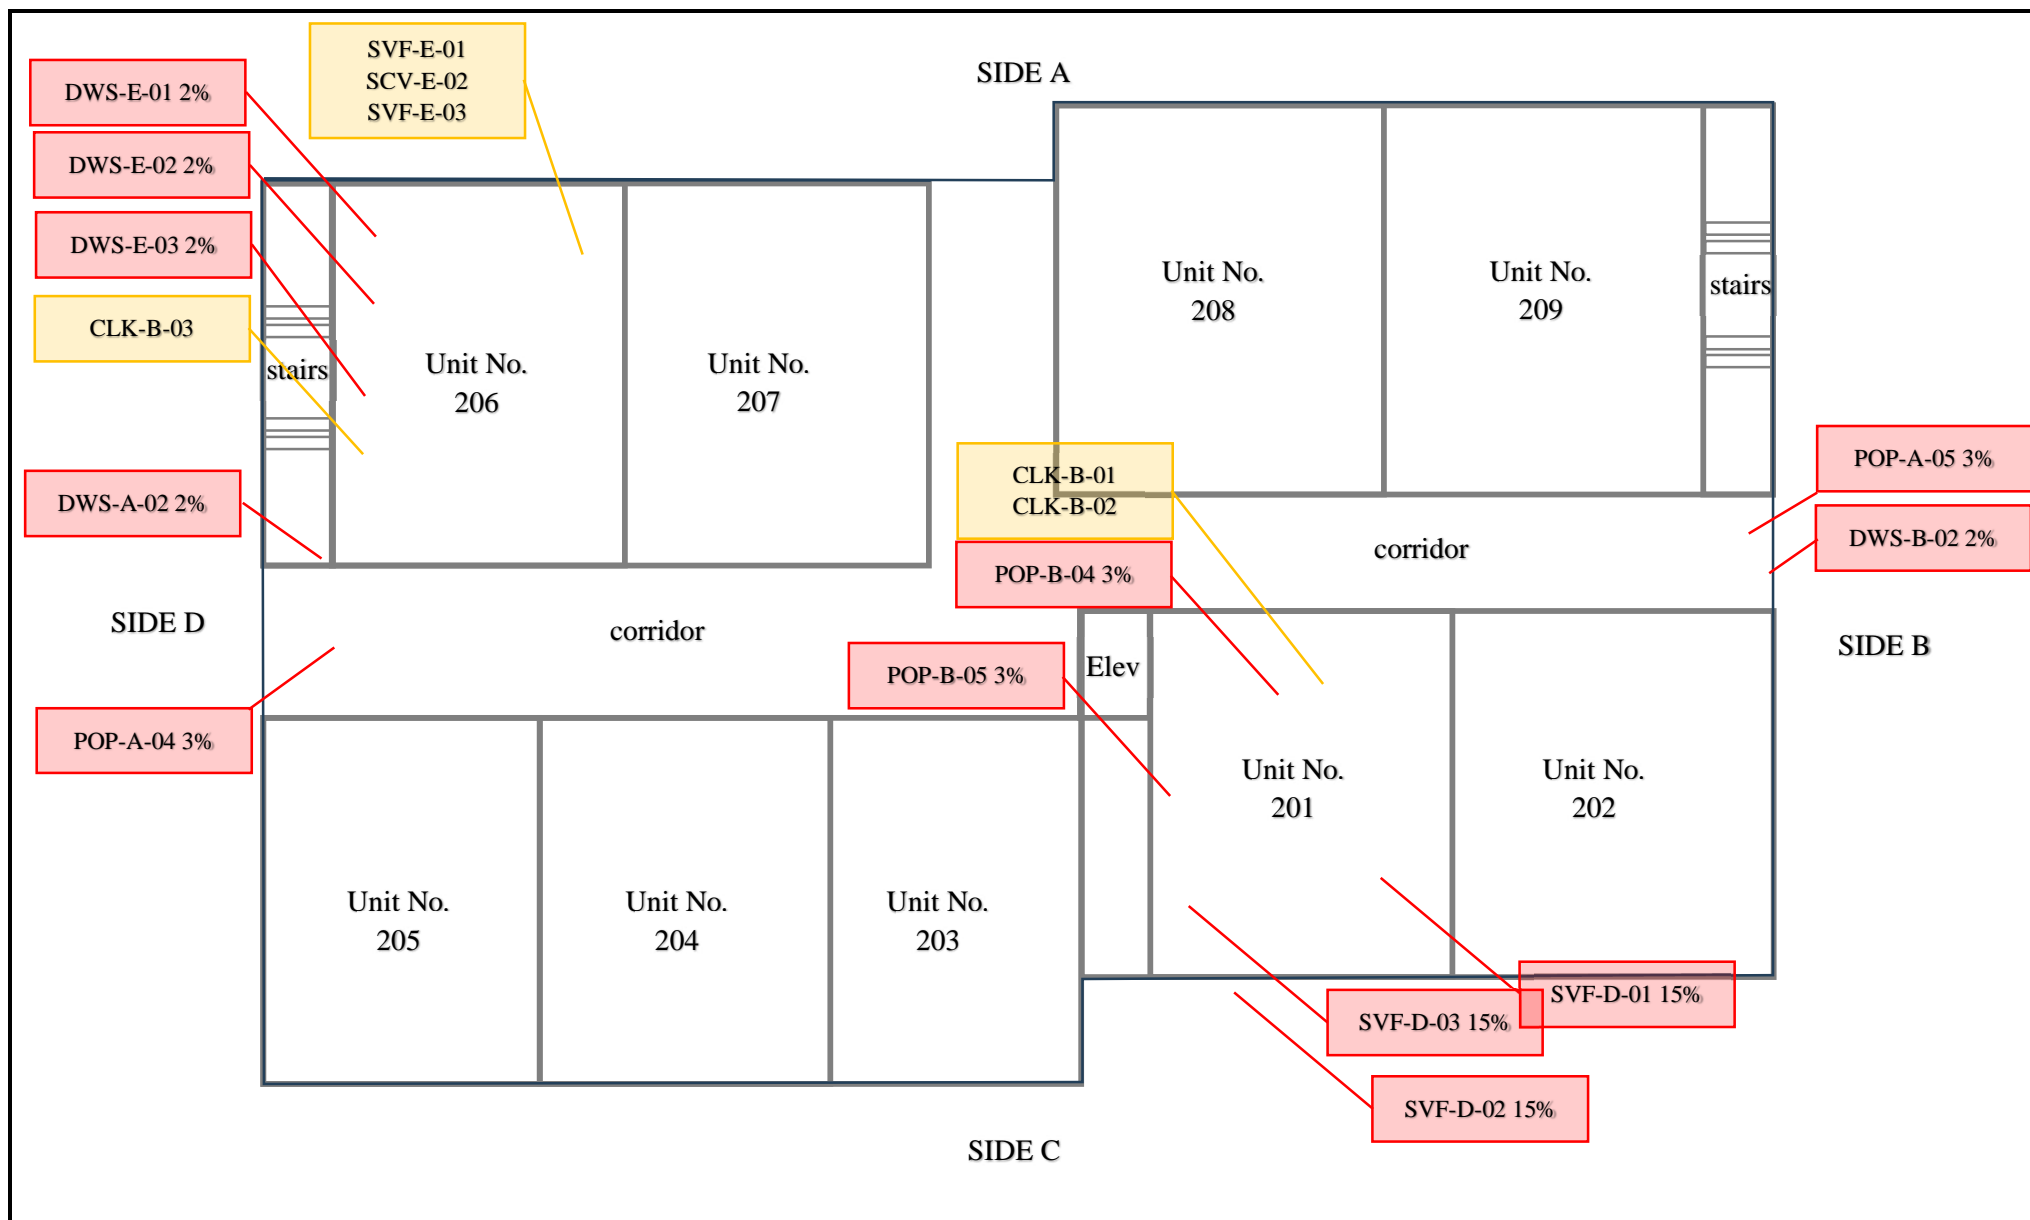 SVF-E-01
SCV-E-02
SVF-E-03
SIDE A
DWS-E-01 2%
DWS-E-02 2%
DWS-E-03 2%
CLK-B-03
stairs
Unit No.
206
Unit No.
207
Unit No.
208
Unit No.
209
stairs
DWS-A-02 2%
CLK-B-01
CLK-B-02
POP-A-05 3%
DWS-B-02 2%
corridor
POP-B-04 3%
SIDE D
corridor
SIDE B
Elev
POP-B-05 3%
POP-A-04 3%
Unit No.
201
Unit No.
202
Unit No.
205
Unit No.
204
Unit No.
203
SVF-D-01 15%
SVF-D-03 15%
SVF-D-02 15%
SIDE C